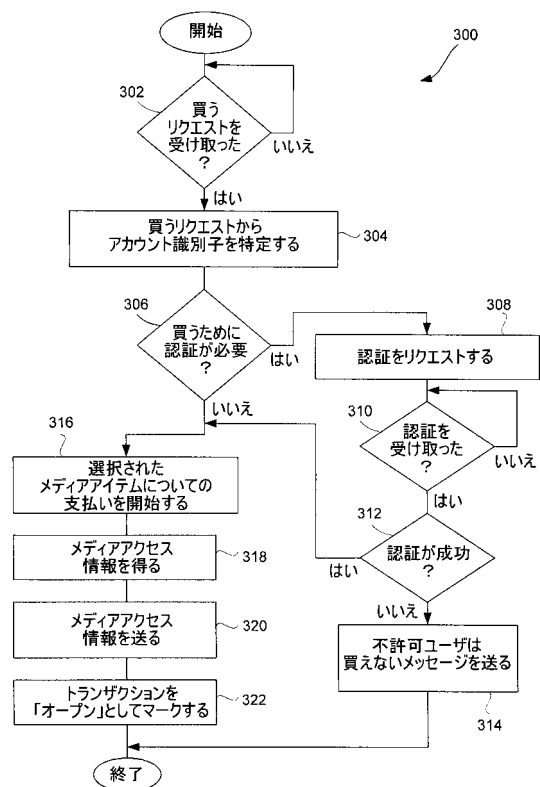 開始
300
302
買う
リクエストを
受け取った
?
いいえ
はい
買うリクエストから
アカウント識別子を特定する
304
306
買うために
認証が必要
?
はい
いいえ
308
認証をリクエストする
310
認証を
受け取った
?
いいえ
はい
312
認証が成功
?
はい
いいえ
不許可ユーザは
買えないメッセージを送る
314
316
選択された
メディアアイテムについての
支払いを開始する
メディアアクセス
情報を得る
318
メディアアクセス
情報を送る
320
トランザクションを
「オープン」としてマークする
322
終了